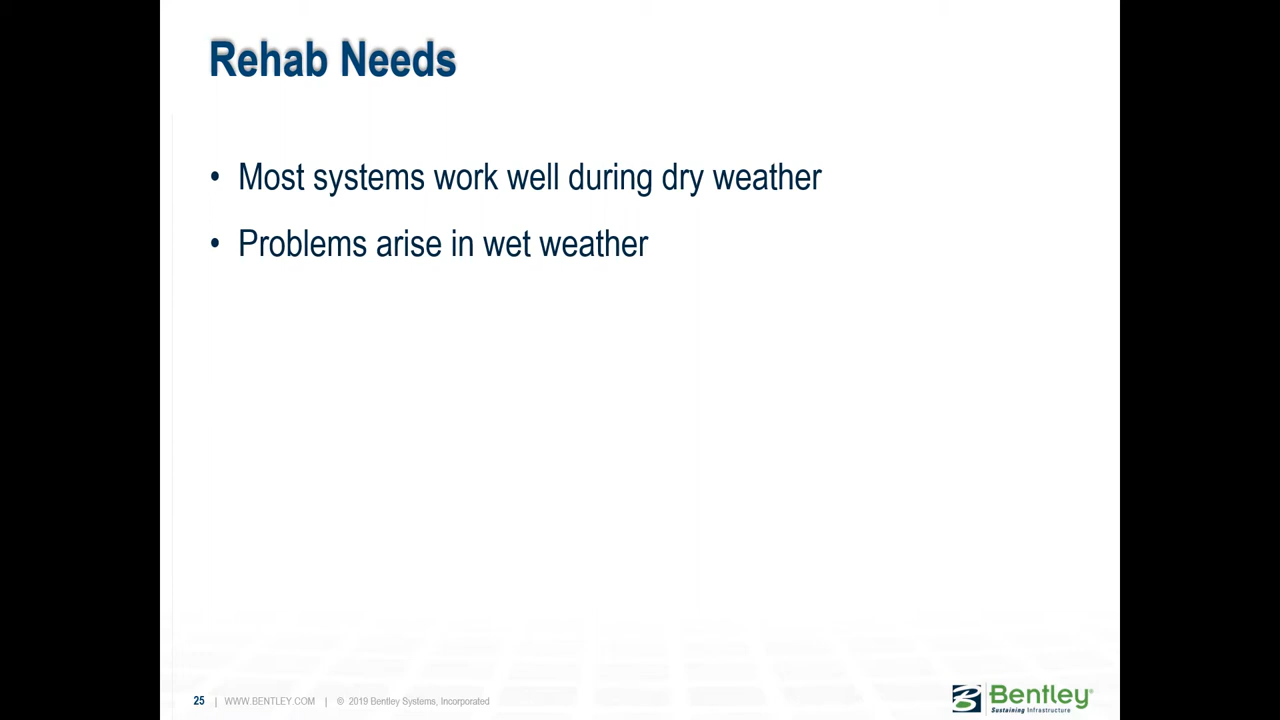 Rehab Needs
• Most systems work well during dry weather
• Problems arise in wet weather
25 | WWW.BENTLEY.COM | © 2019 Bentley Systems, Incorporated
Bentley®
Sustaining Infrastructure